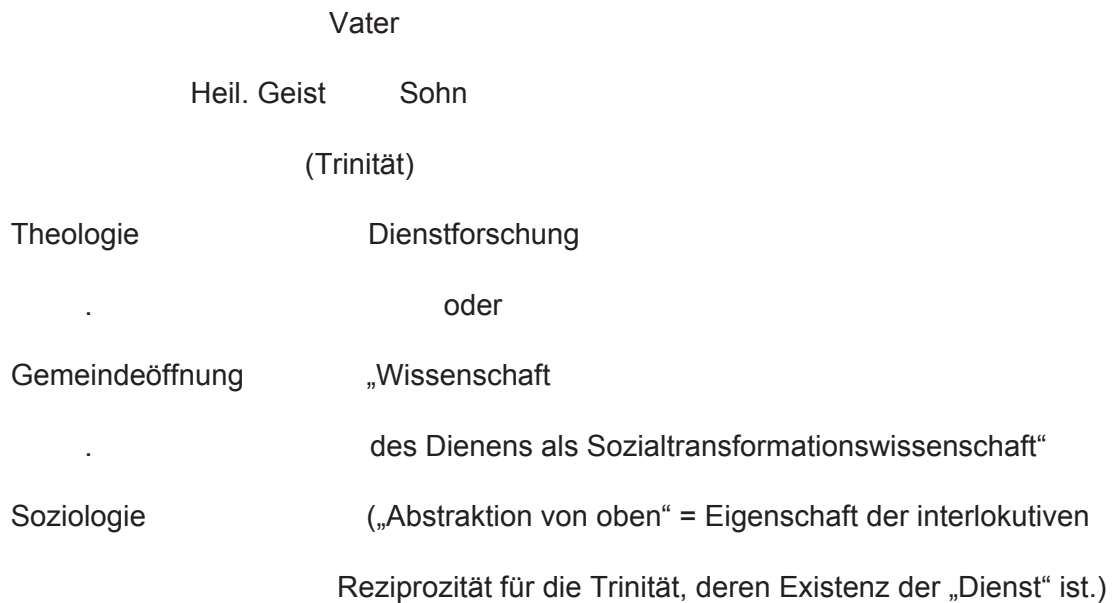 Vater
Heil. Geist Sohn
(Trinität)
Theologie Dienstforschung
. oder
Gemeindeöffnung „Wissenschaft
. des Dienens als Sozialtransformationswissenschaft“
Soziologie („Abstraktion von oben“ = Eigenschaft der interlokutiven
Reziprozität für die Trinität, deren Existenz der „Dienst“ ist.)